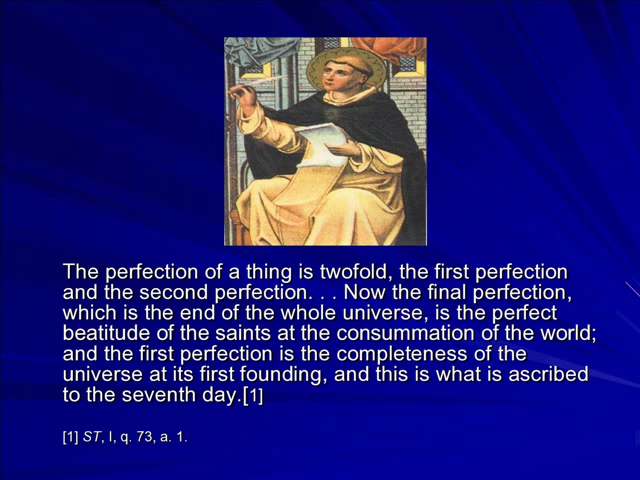 The perfection of a thing is twofold, the first perfection
and the second perfection. . . Now the final perfection,
which is the end of the whole universe, is the perfect
beatitude of the saints at the consummation of the world;
and the first perfection is the completeness of the
universe at its first founding, and this is what is ascribed
to the seventh day.[1]
[1] ST, I, q. 73, a. 1.